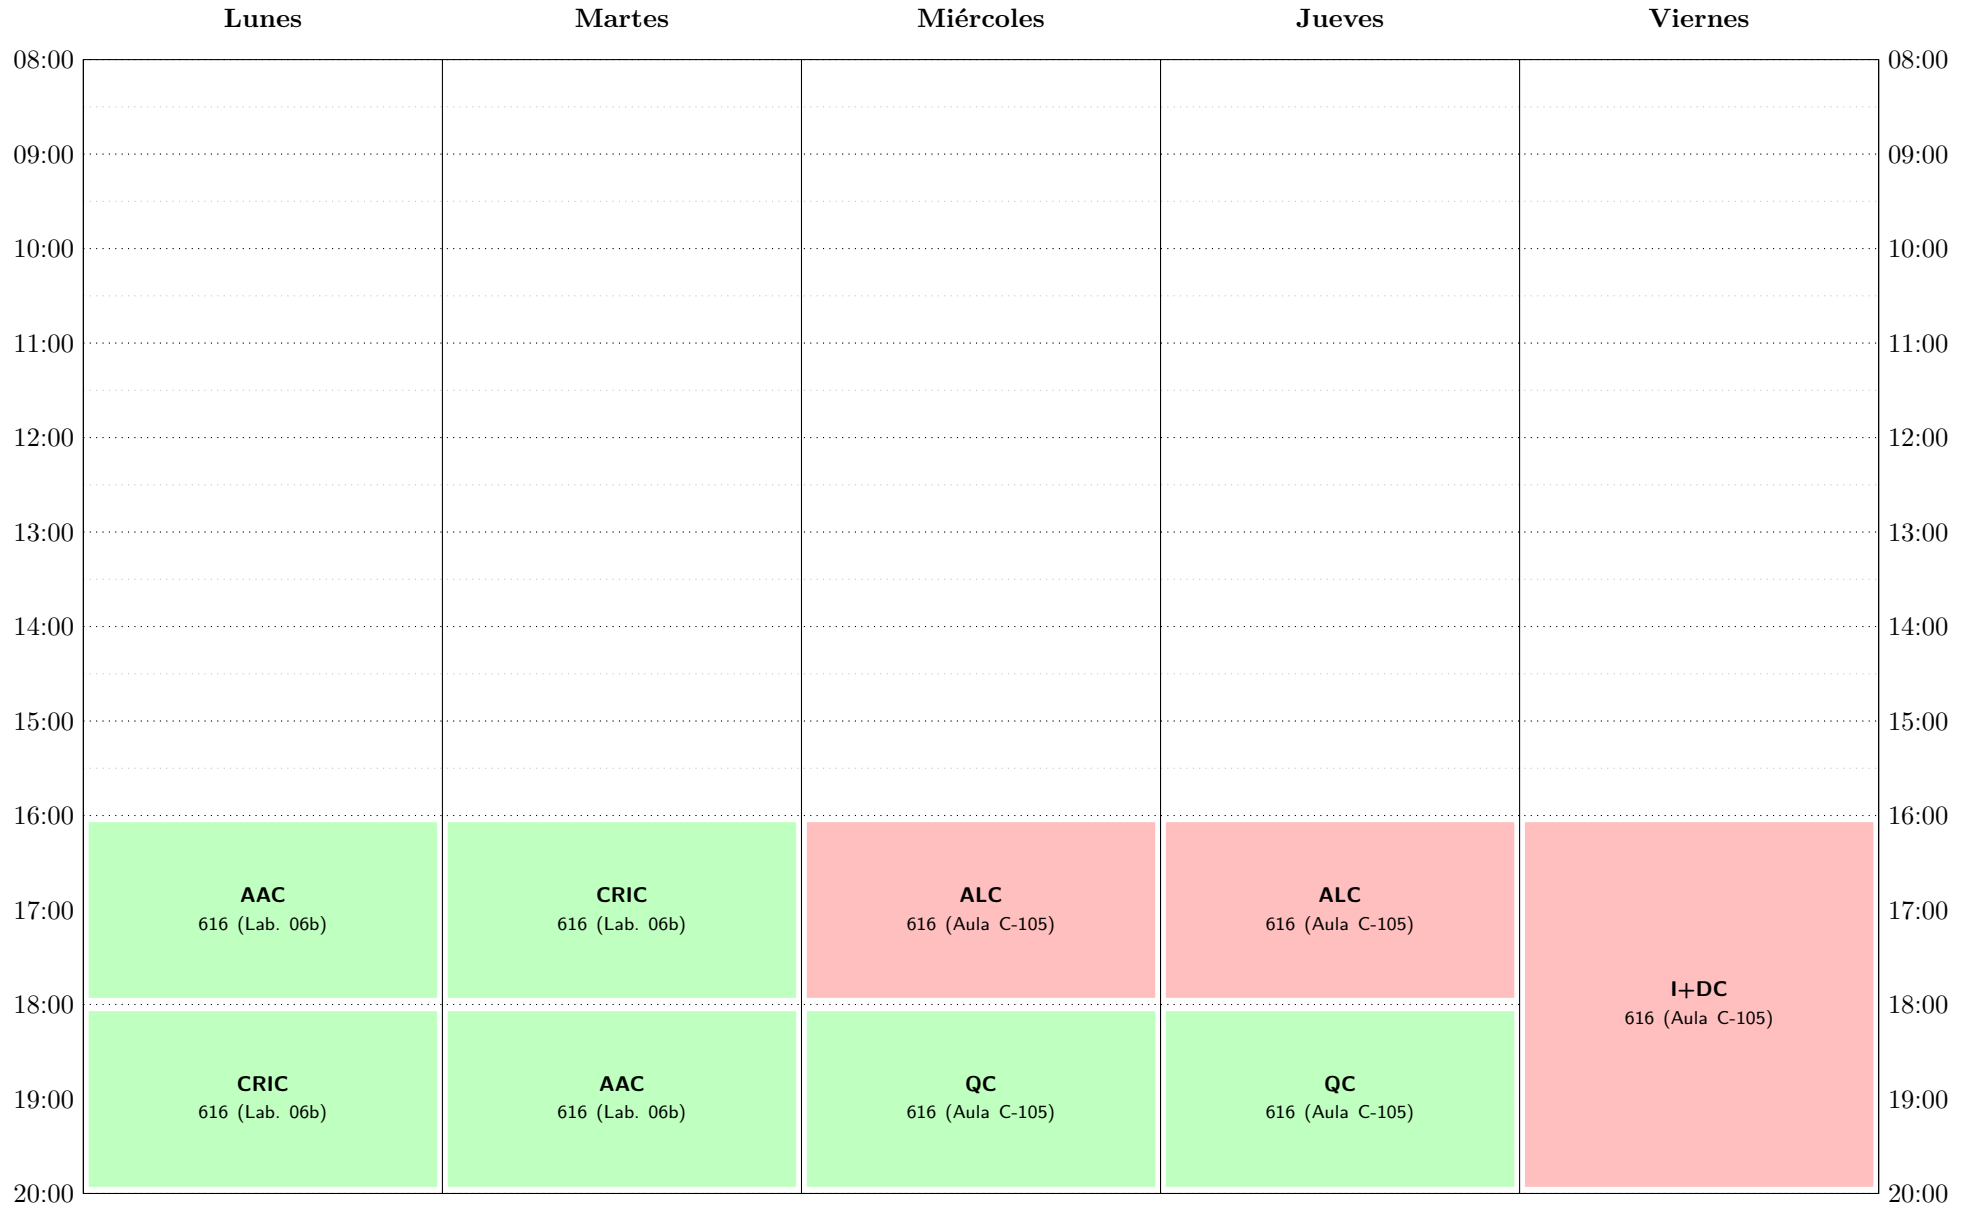 Lunes Martes Miércoles Jueves Viernes
08:00 08:00
09:00 09:00
10:00 10:00
11:00 11:00
12:00 12:00
13:00 13:00
14:00 14:00
15:00 15:00
16:00 16:00
AAC CRIC ALC ALC
17:00 616 (Lab. 06b) 616 (Lab. 06b) 616 (Aula C-105) 616 (Aula C-105) 17:00
I+DC
18:00 616 (Aula C-105) 18:00
CRIC AAC QC QC
19:00 616 (Lab. 06b) 616 (Lab. 06b) 616 (Aula C-105) 616 (Aula C-105) 19:00
20:00 20:00